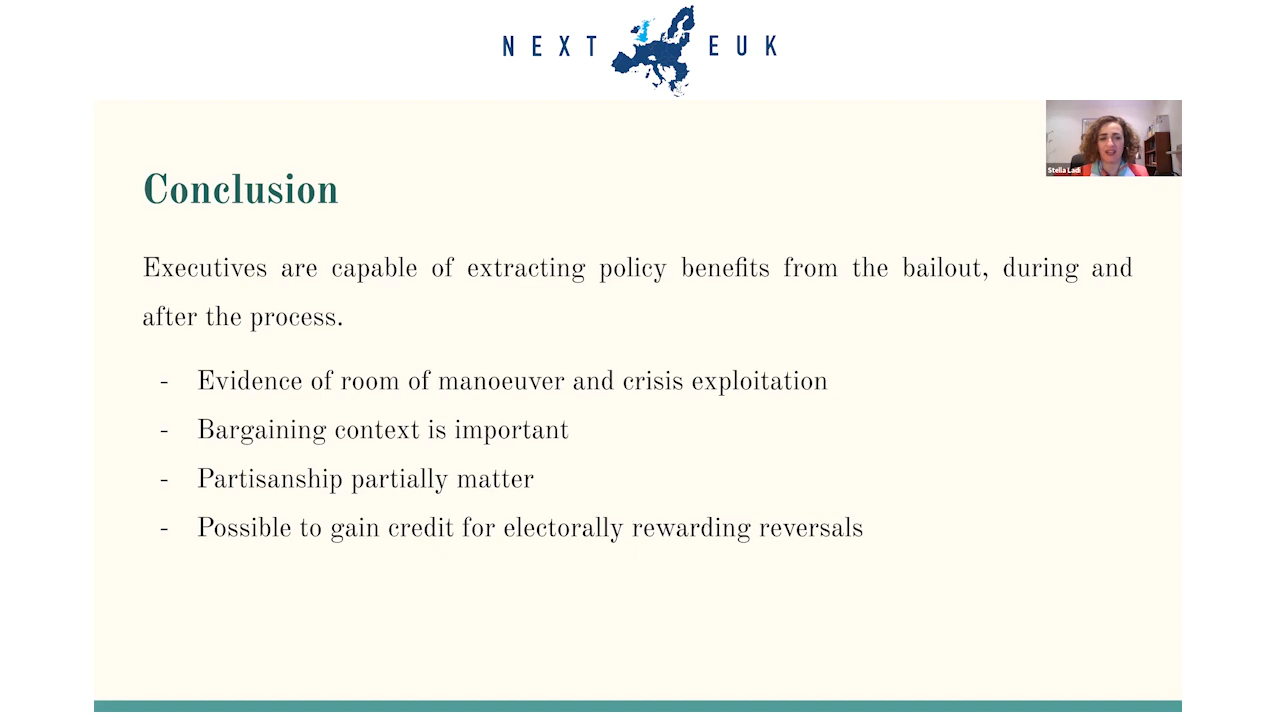 NEXT EUK
Stella Ladi
Conclusion
Executives are capable of extracting policy benefits from the bailout, during and
after the process.
- Evidence of room of manoeuver and crisis exploitation
- Bargaining context is important
- Partisanship partially matter
- Possible to gain credit for electorally rewarding reversals